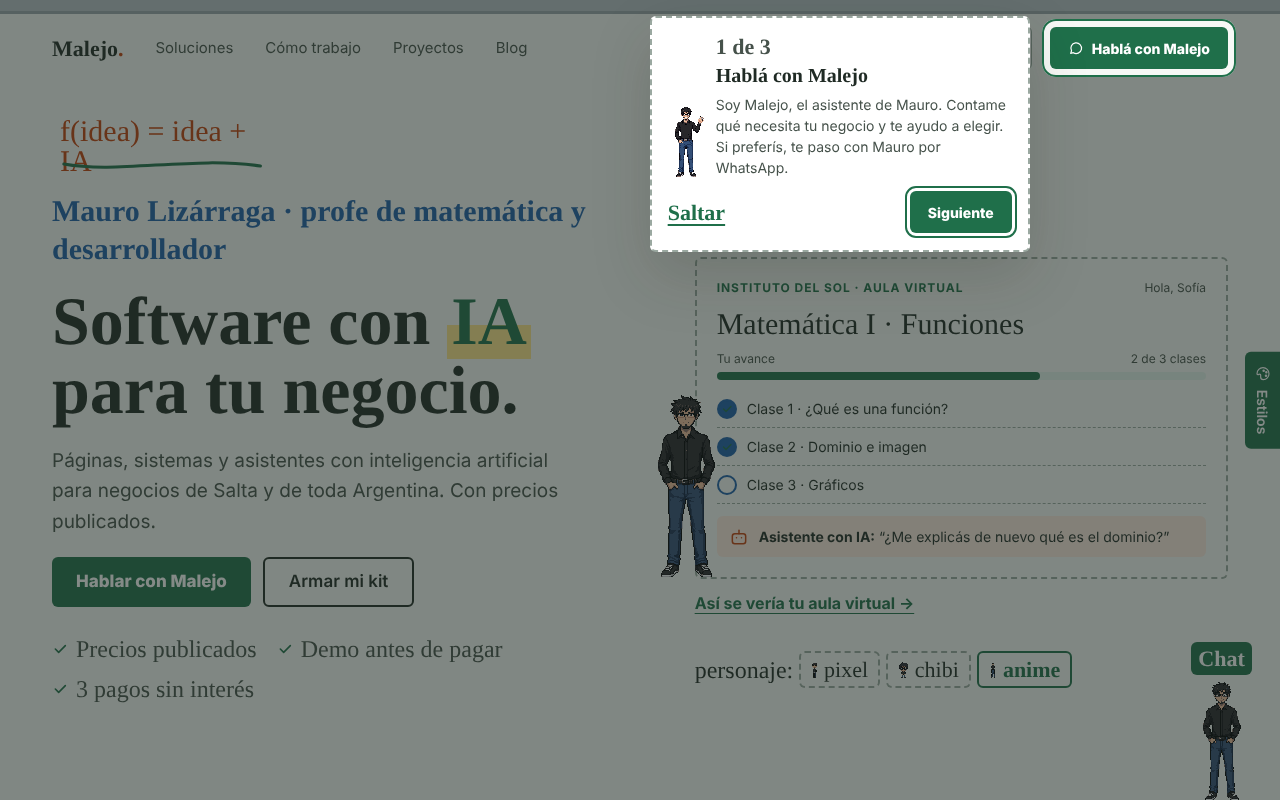 Malejo.
Soluciones
Cómo trabajo
Proyectos
Blog
1 de 3
Hablá con Malejo
Soy Malejo, el asistente de Mauro. Contame
qué necesita tu negocio y te ayudo a elegir.
Si preferís, te paso con Mauro por
WhatsApp.
Saltar
Siguiente
Hablá con Malejo
f(idea) = idea +
IA
Mauro Lizárraga · profe de matemática y
desarrollador
Software con IA
para tu negocio.
Páginas, sistemas y asistentes con inteligencia artificial
para negocios de Salta y de toda Argentina. Con precios
publicados.
Hablar con Malejo
Armar mi kit
Precios publicados
Demo antes de pagar
3 pagos sin interés
INSTITUTO DEL SOL · AULA VIRTUAL
Hola, Sofía
Matemática I · Funciones
Tu avance
2 de 3 clases
Clase 1 · ¿Qué es una función?
Clase 2 · Dominio e imagen
Clase 3 · Gráficos
Asistente con IA: “¿Me explicás de nuevo qué es el dominio?”
Así se vería tu aula virtual →
personaje:
pixel
chibi
anime
Estilos
Chat